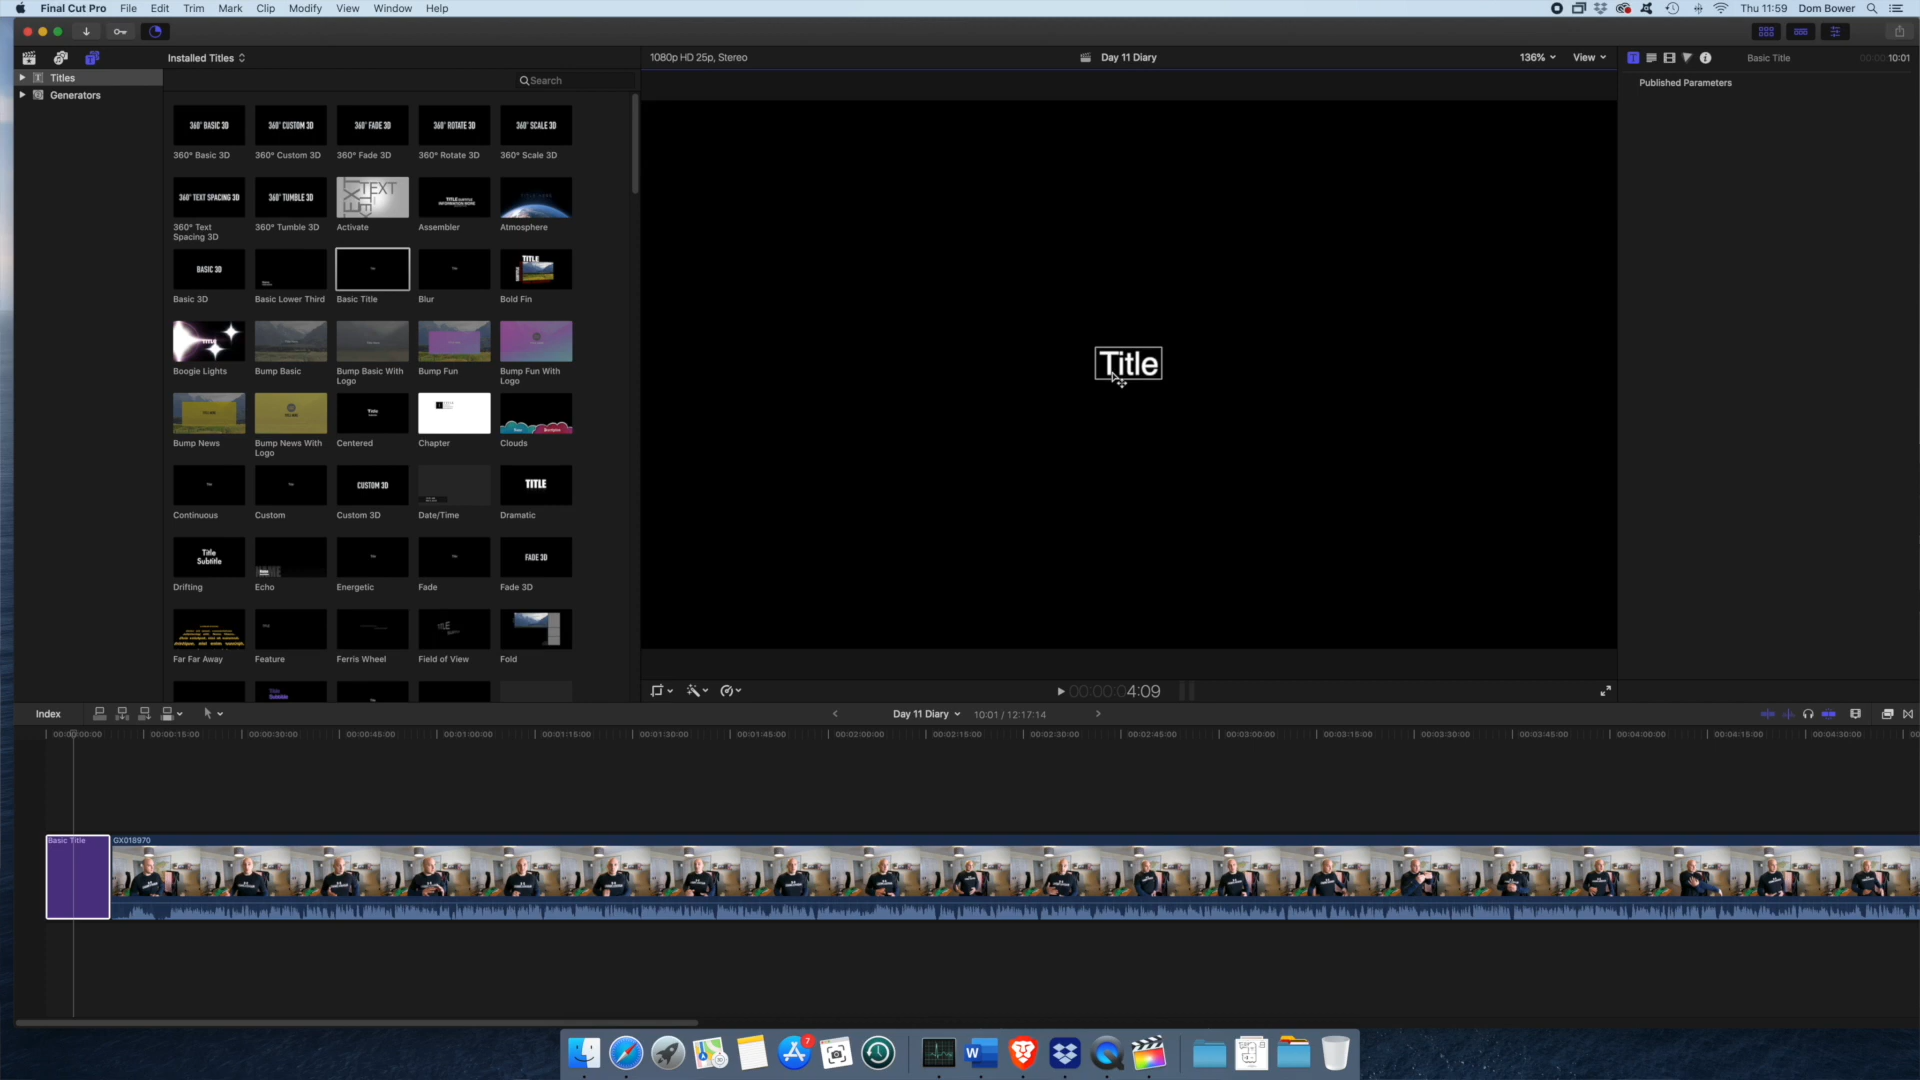 Final Cut Pro File Edit Trim Mark Clip Modify View Window Help Thu 11:59 Dom Bower
Installed Titles
1080p HD 25p, Stereo
Day 11 Diary
136% View
Basic Title
00:00:10:01
Titles
Generators
Search
Published Parameters
360° BASIC 3D 360° CUSTOM 3D 360° FADE 3D 360° ROTATE 3D 360° SCALE 3D
360° Basic 3D 360° Custom 3D 360° Fade 3D 360° Rotate 3D 360° Scale 3D
360° TEXT SPACING 3D 360° TUMBLE 3D TEXT TEXT TITLE
360° Text Spacing 3D 360° Tumble 3D Activate Assembler Atmosphere
BASIC 3D TITLE
Basic 3D Basic Lower Third Basic Title Blur Bold Fin
Title
Boogie Lights Bump Basic Bump Basic With Logo Bump Fun Bump Fun With Logo
Title
Bump News Bump News With Logo Centered Chapter Clouds
CUSTOM 3D TITLE
Continuous Custom Custom 3D Date/Time Dramatic
Title
Subtitle
FADE 3D
Drifting Echo Energetic Fade Fade 3D
Far Far Away Feature Ferris Wheel Field of View Fold
Title
Subtitle
00:00:04:09
Index
Day 11 Diary 10:01 / 12:17:14
00:00:00:00 00:00:15:00 00:00:30:00 00:00:45:00 00:01:00:00 00:01:15:00 00:01:30:00 00:01:45:00 00:02:00:00 00:02:15:00 00:02:30:00 00:02:45:00 00:03:00:00 00:03:15:00 00:03:30:00 00:03:45:00 00:04:00:00 00:04:15:00 00:04:30:00 00
Basic Title GX018970
7
W